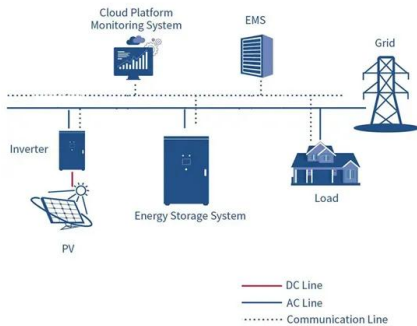 Cloud Platform
Monitoring System
EMS
Grid
Inverter
Energy Storage System
Load
PV
DC Line
AC Line
Communication Line